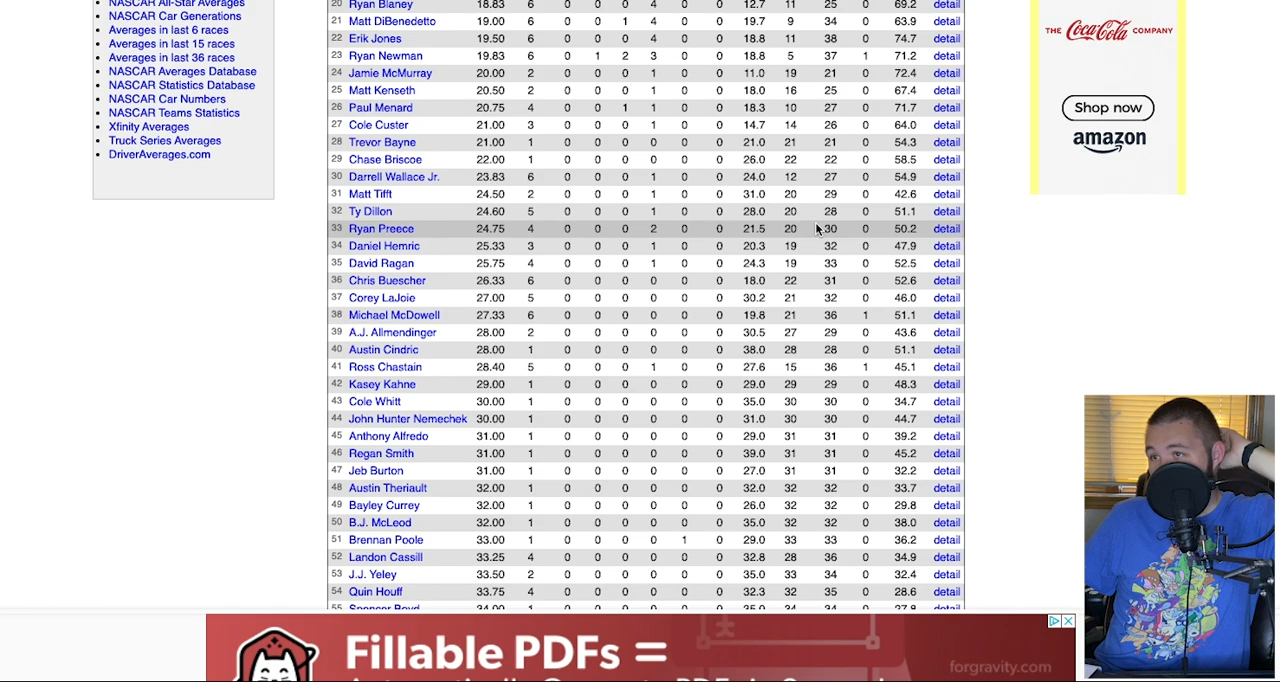 NASCAR All-Star Averages
NASCAR Car Generations
Averages in last 6 races
Averages in last 15 races
Averages in last 36 races
NASCAR Averages Database
NASCAR Statistics Database
NASCAR Car Numbers
NASCAR Teams Statistics
Xfinity Averages
Truck Series Averages
DriverAverages.com
20 Ryan Blaney 18.83 6 0 0 0 4 0 0 12.7 11 25 0 69.2 detail
21 Matt DiBenedetto 19.00 6 0 0 1 4 0 0 19.7 9 34 0 63.9 detail
22 Erik Jones 19.50 6 0 0 0 4 0 0 18.8 11 38 0 74.7 detail
23 Ryan Newman 19.83 6 0 1 2 3 0 0 18.8 5 37 1 71.2 detail
24 Jamie McMurray 20.00 2 0 0 0 1 0 0 11.0 19 21 0 72.4 detail
25 Matt Kenseth 20.50 2 0 0 0 1 0 0 18.0 16 25 0 67.4 detail
26 Paul Menard 20.75 4 0 0 1 1 0 0 18.3 10 27 0 71.7 detail
27 Cole Custer 21.00 3 0 0 0 1 0 0 14.7 14 26 0 64.0 detail
28 Trevor Bayne 21.00 1 0 0 0 0 0 0 21.0 21 21 0 54.3 detail
29 Chase Briscoe 22.00 1 0 0 0 0 0 0 26.0 22 22 0 58.5 detail
30 Darrell Wallace Jr. 23.83 6 0 0 0 1 0 0 24.0 12 27 0 54.9 detail
31 Matt Tifft 24.50 2 0 0 0 1 0 0 31.0 20 29 0 42.6 detail
32 Ty Dillon 24.60 5 0 0 0 1 0 0 28.0 20 28 0 51.1 detail
33 Ryan Preece 24.75 4 0 0 0 2 0 0 21.5 20 30 0 50.2 detail
34 Daniel Hemric 25.33 3 0 0 0 1 0 0 20.3 19 32 0 47.9 detail
35 David Ragan 25.75 4 0 0 0 1 0 0 24.3 19 33 0 52.5 detail
36 Chris Buescher 26.33 6 0 0 0 0 0 0 18.0 22 31 0 52.6 detail
37 Corey LaJoie 27.00 5 0 0 0 0 0 0 30.2 21 32 0 46.0 detail
38 Michael McDowell 27.33 6 0 0 0 0 0 0 19.8 21 36 1 51.1 detail
39 A.J. Allmendinger 28.00 2 0 0 0 0 0 0 30.5 27 29 0 43.6 detail
40 Austin Cindric 28.00 1 0 0 0 0 0 0 38.0 28 28 0 51.1 detail
41 Ross Chastain 28.40 5 0 0 0 1 0 0 27.6 15 36 1 45.1 detail
42 Kasey Kahne 29.00 1 0 0 0 0 0 0 29.0 29 29 0 48.3 detail
43 Cole Whitt 30.00 1 0 0 0 0 0 0 35.0 30 30 0 34.7 detail
44 John Hunter Nemechek 30.00 1 0 0 0 0 0 0 31.0 30 30 0 44.7 detail
45 Anthony Alfredo 31.00 1 0 0 0 0 0 0 29.0 31 31 0 39.2 detail
46 Regan Smith 31.00 1 0 0 0 0 0 0 39.0 31 31 0 45.2 detail
47 Jeb Burton 31.00 1 0 0 0 0 0 0 27.0 31 31 0 32.2 detail
48 Austin Theriault 32.00 1 0 0 0 0 0 0 32.0 32 32 0 33.7 detail
49 Bayley Currey 32.00 1 0 0 0 0 0 0 26.0 32 32 0 29.8 detail
50 B.J. McLeod 32.00 1 0 0 0 0 0 0 35.0 32 32 0 38.0 detail
51 Brennan Poole 33.00 1 0 0 0 0 1 0 29.0 33 33 0 36.2 detail
52 Landon Cassill 33.25 4 0 0 0 0 0 0 32.8 28 36 0 34.9 detail
53 J.J. Yeley 33.50 2 0 0 0 0 0 0 35.0 33 34 0 32.4 detail
54 Quin Houff 33.75 4 0 0 0 0 0 0 32.3 32 35 0 28.6 detail
55 Spencer Boyd 34.00 1 0 0 0 0 0 0 35.0 34 34 0 27.8 detail
THE Coca-Cola COMPANY
Shop now
amazon
Fillable PDFs =
forgravity.com